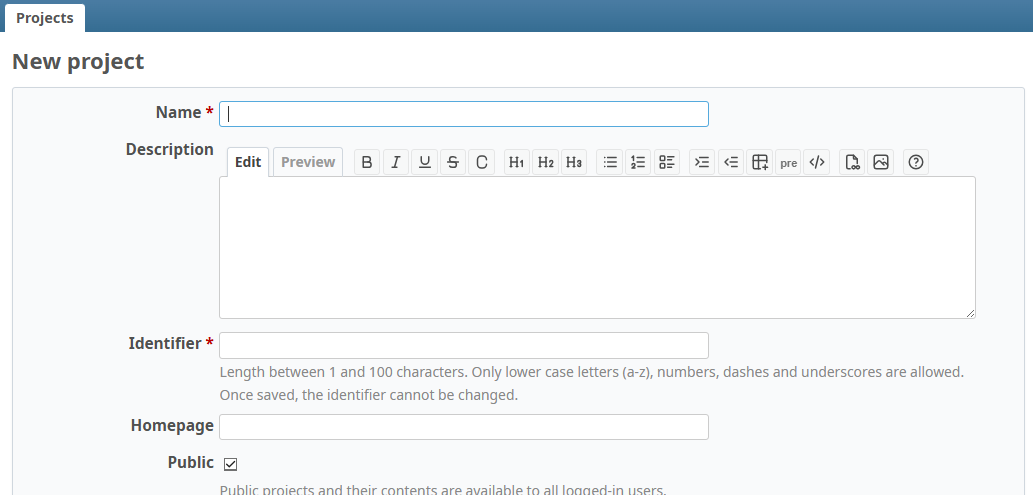 Projects
New project
Name *
Description
Edit Preview B I U S C H1 H2 H3 pre </> ?
Identifier *
Length between 1 and 100 characters. Only lower case letters (a-z), numbers, dashes and underscores are allowed.
Once saved, the identifier cannot be changed.
Homepage
Public
Public projects and their contents are available to all logged-in users.